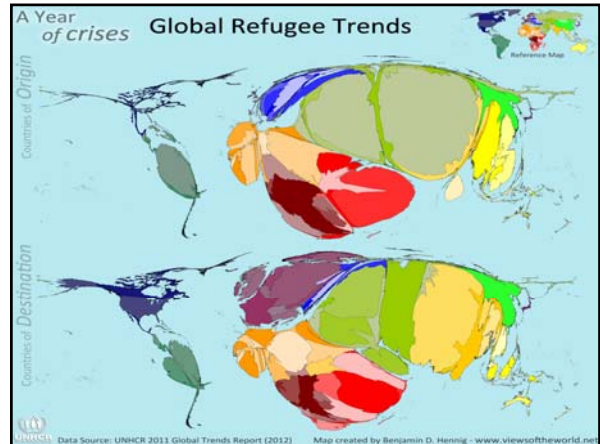 A Year
of crises
Global Refugee Trends
Reference Map
Countries of Origin
Countries of Destination
UNHCR
Data Source: UNHCR 2011 Global Trends Report (2012)
Map created by Benjamin D. Hennig - www.viewsoftheworld.net